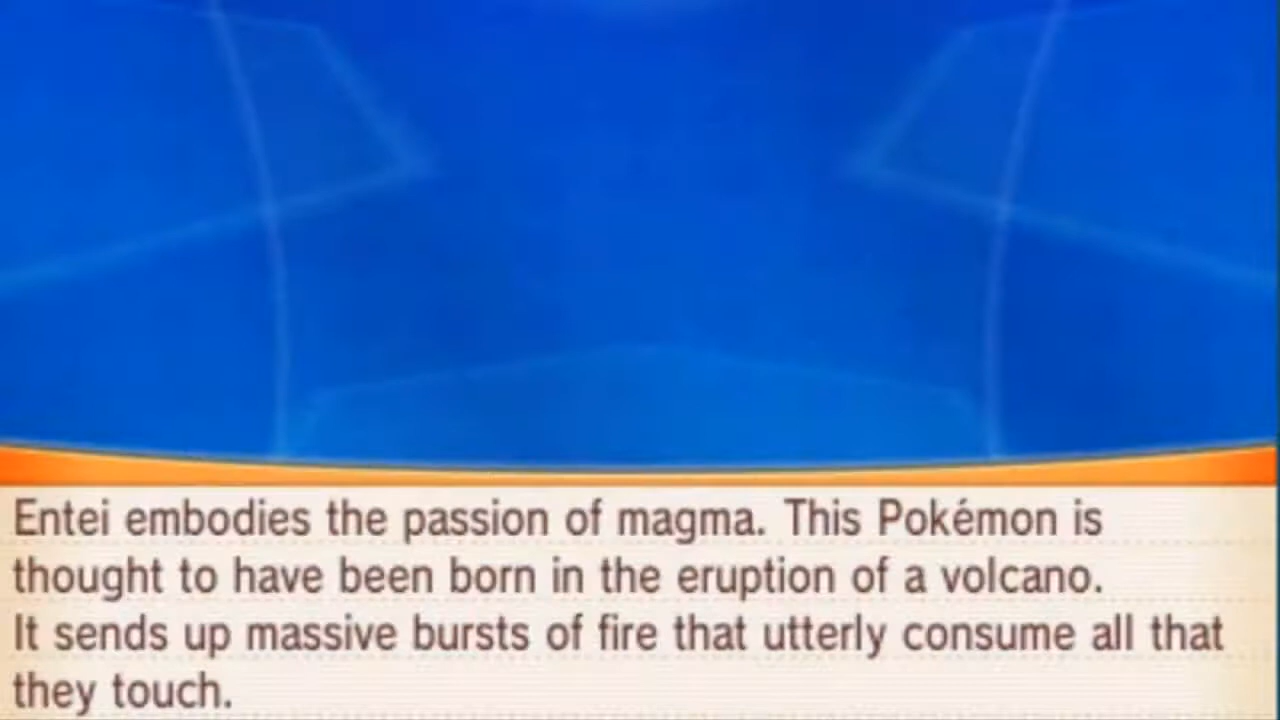 Entei embodies the passion of magma. This Pokémon is
thought to have been born in the eruption of a volcano.
It sends up massive bursts of fire that utterly consume all that
they touch.